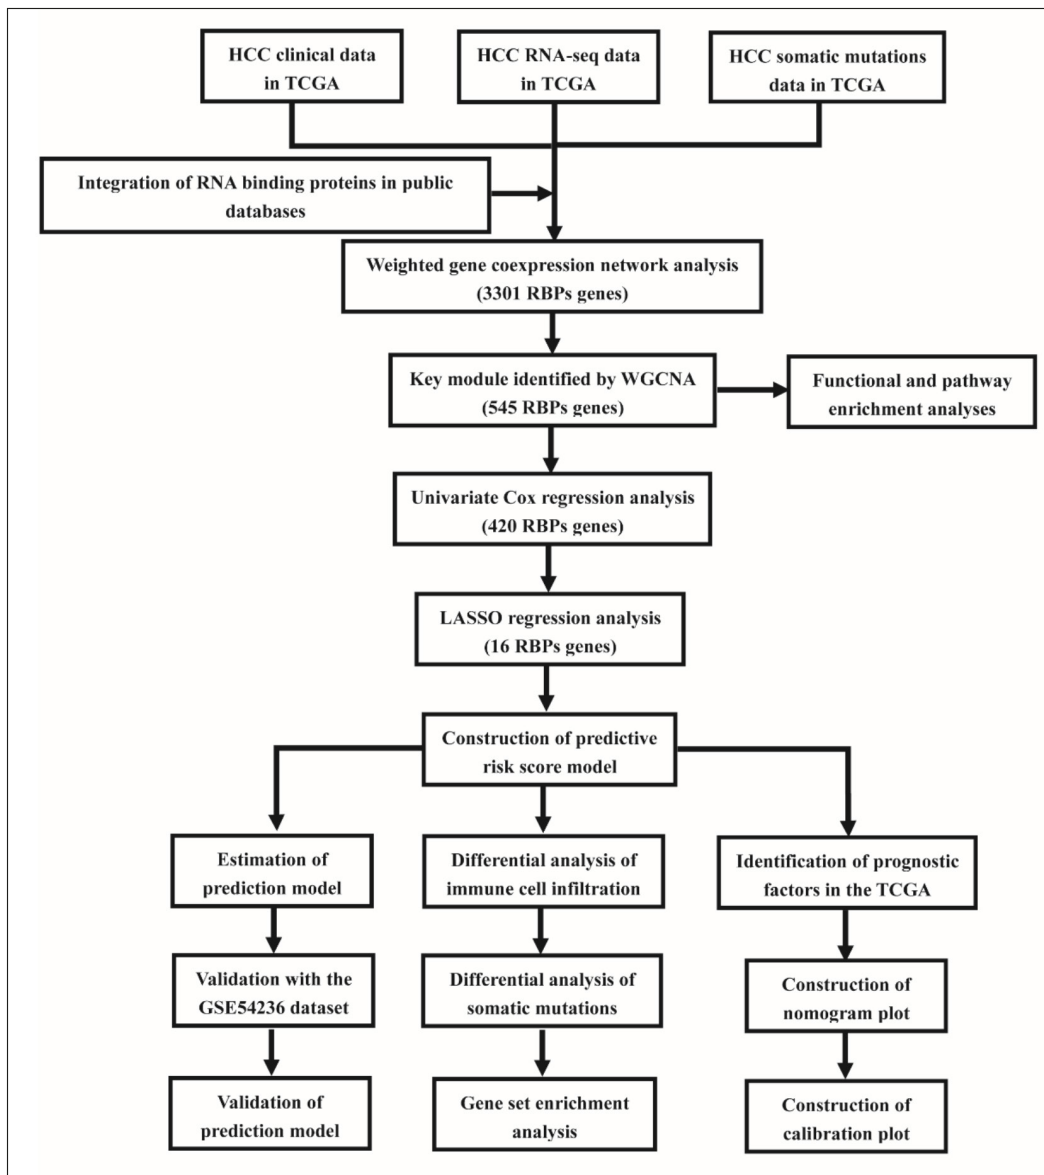 HCC clinical data
in TCGA
HCC RNA-seq data
in TCGA
HCC somatic mutations
data in TCGA
Integration of RNA binding proteins in public
databases
Weighted gene coexpression network analysis
(3301 RBPs genes)
Key module identified by WGCNA
(545 RBPs genes)
Functional and pathway
enrichment analyses
Univariate Cox regression analysis
(420 RBPs genes)
LASSO regression analysis
(16 RBPs genes)
Construction of predictive
risk score model
Estimation of
prediction model
Differential analysis of
immune cell infiltration
Identification of prognostic
factors in the TCGA
Validation with the
GSE54236 dataset
Differential analysis of
somatic mutations
Construction of
nomogram plot
Validation of
prediction model
Gene set enrichment
analysis
Construction of
calibration plot